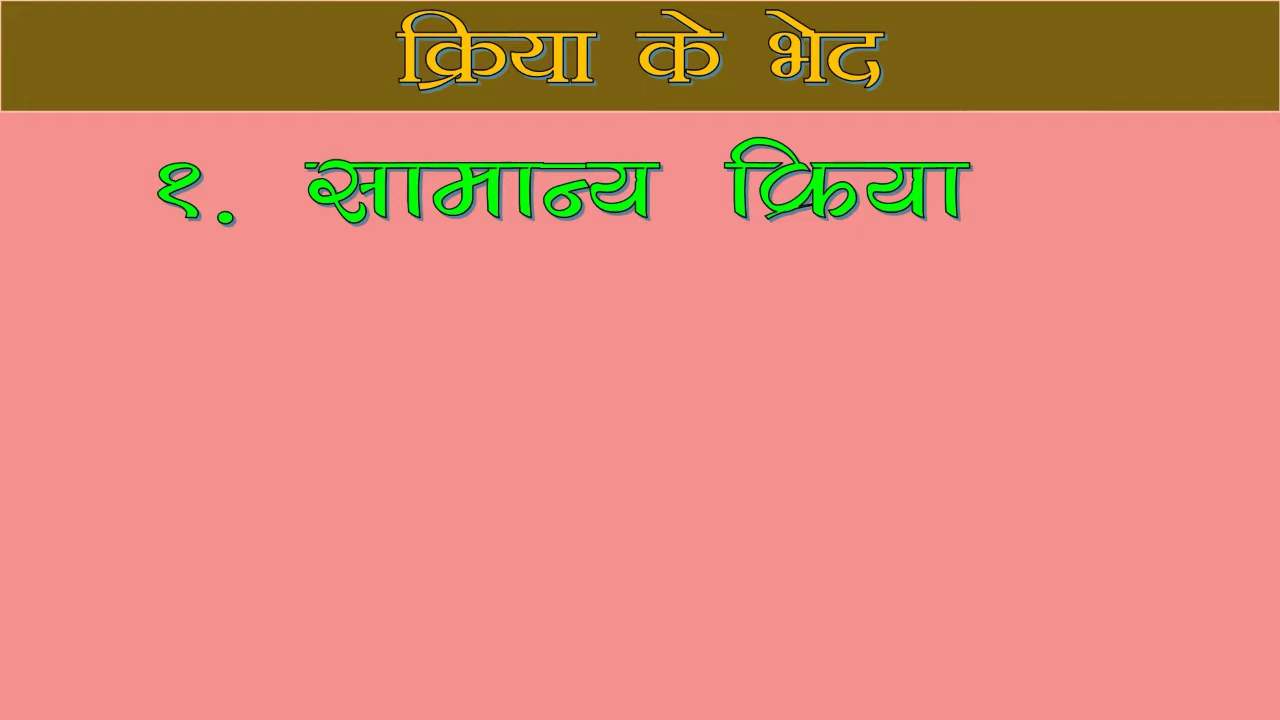 क्रिया के भेद
१. सामान्य क्रिया